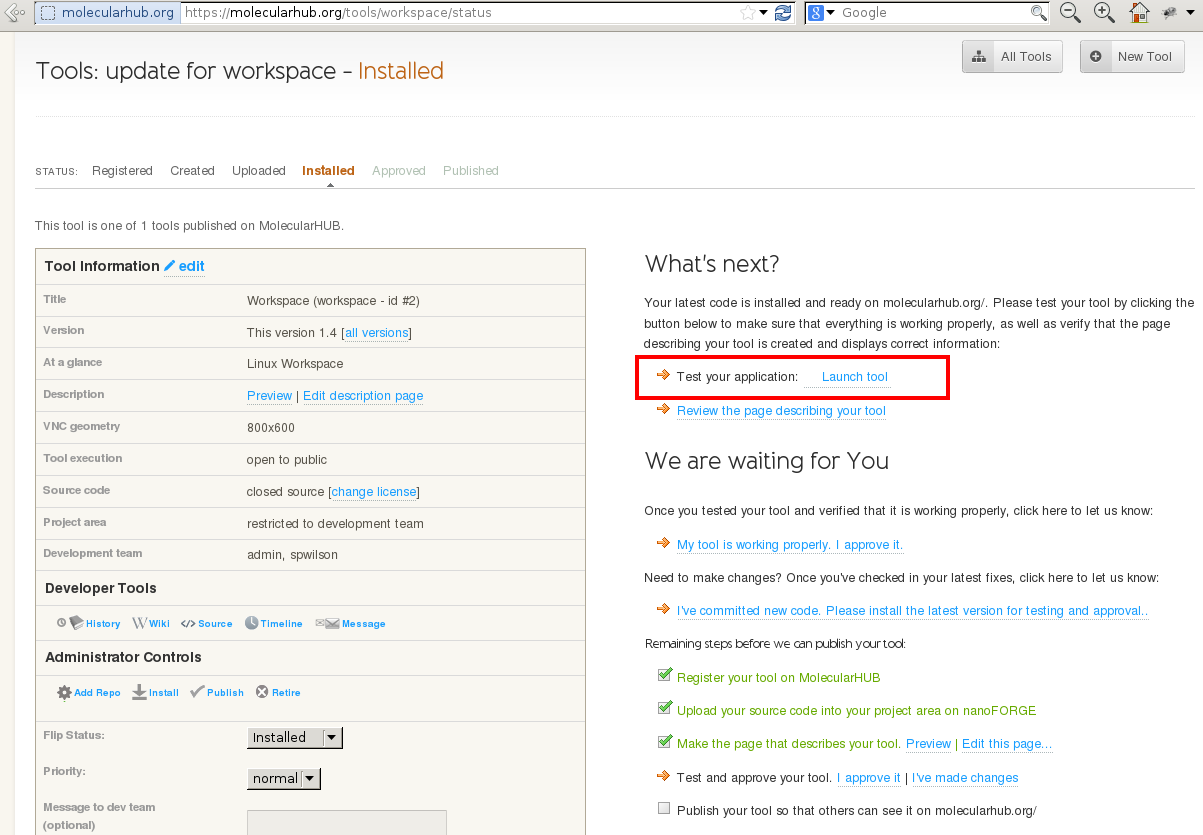 molecularhub.org https://molecularhub.org/tools/workspace/status Google
Tools: update for workspace - Installed
All Tools
New Tool
STATUS: Registered Created Uploaded Installed Approved Published
This tool is one of 1 tools published on MolecularHUB.
Tool Information edit
Title Workspace (workspace - id #2)
Version This version 1.4 [all versions]
At a glance Linux Workspace
Description Preview | Edit description page
VNC geometry 800x600
Tool execution open to public
Source code closed source [change license]
Project area restricted to development team
Development team admin, spwilson
Developer Tools
History Wiki Source Timeline Message
Administrator Controls
Add Repo Install Publish Retire
Flip Status: Installed
Priority: normal
Message to dev team
(optional)
What's next?
Your latest code is installed and ready on molecularhub.org/. Please test your tool by clicking the
button below to make sure that everything is working properly, as well as verify that the page
describing your tool is created and displays correct information:
Test your application: Launch tool
Review the page describing your tool
We are waiting for You
Once you tested your tool and verified that it is working properly, click here to let us know:
My tool is working properly. I approve it.
Need to make changes? Once you've checked in your latest fixes, click here to let us know:
I've committed new code. Please install the latest version for testing and approval..
Remaining steps before we can publish your tool:
Register your tool on MolecularHUB
Upload your source code into your project area on nanoFORGE
Make the page that describes your tool. Preview | Edit this page...
Test and approve your tool. I approve it | I've made changes
Publish your tool so that others can see it on molecularhub.org/